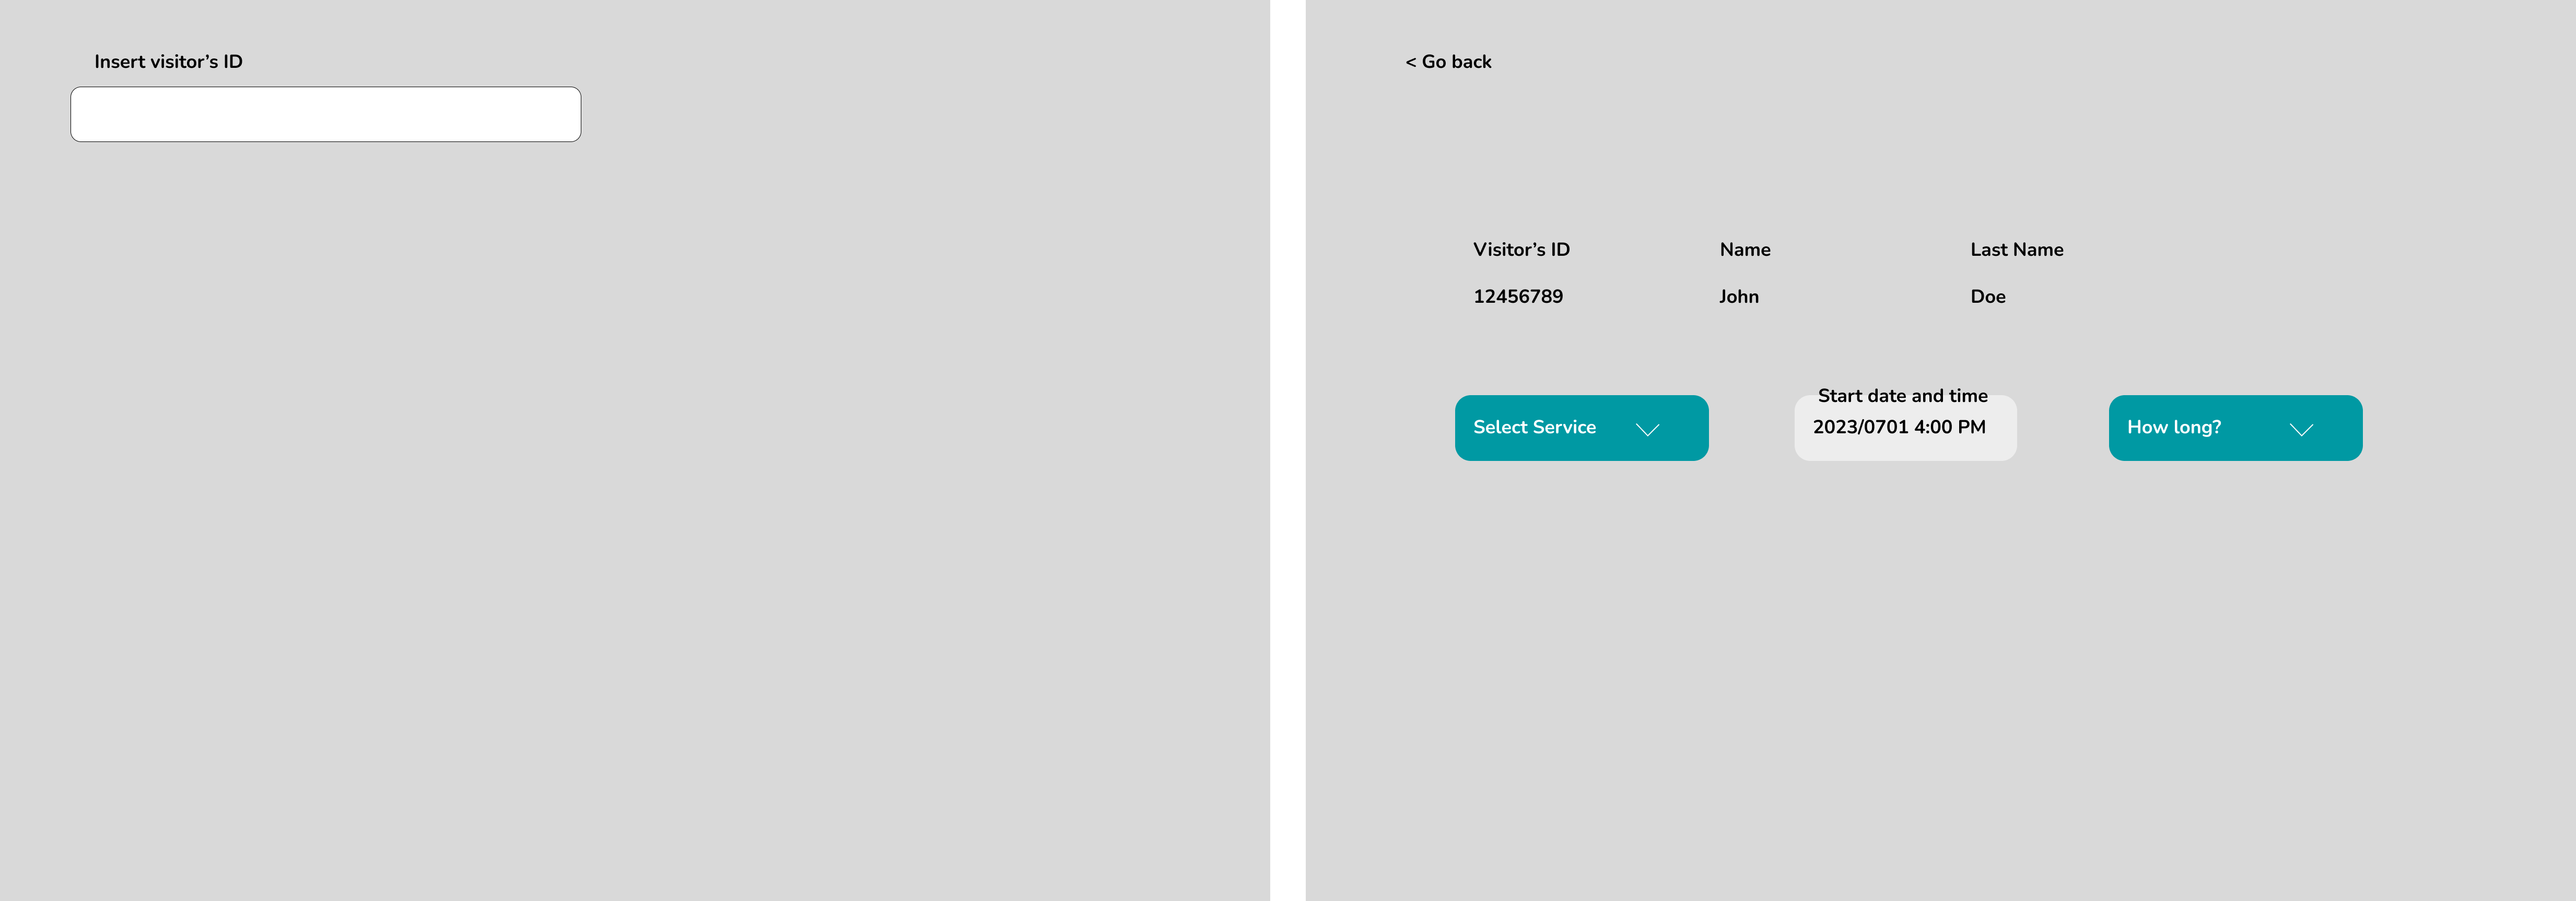 Insert visitor’s ID
< Go back
Visitor’s ID Name Last Name
12456789 John Doe
Start date and time
Select Service 2023/0701 4:00 PM How long?